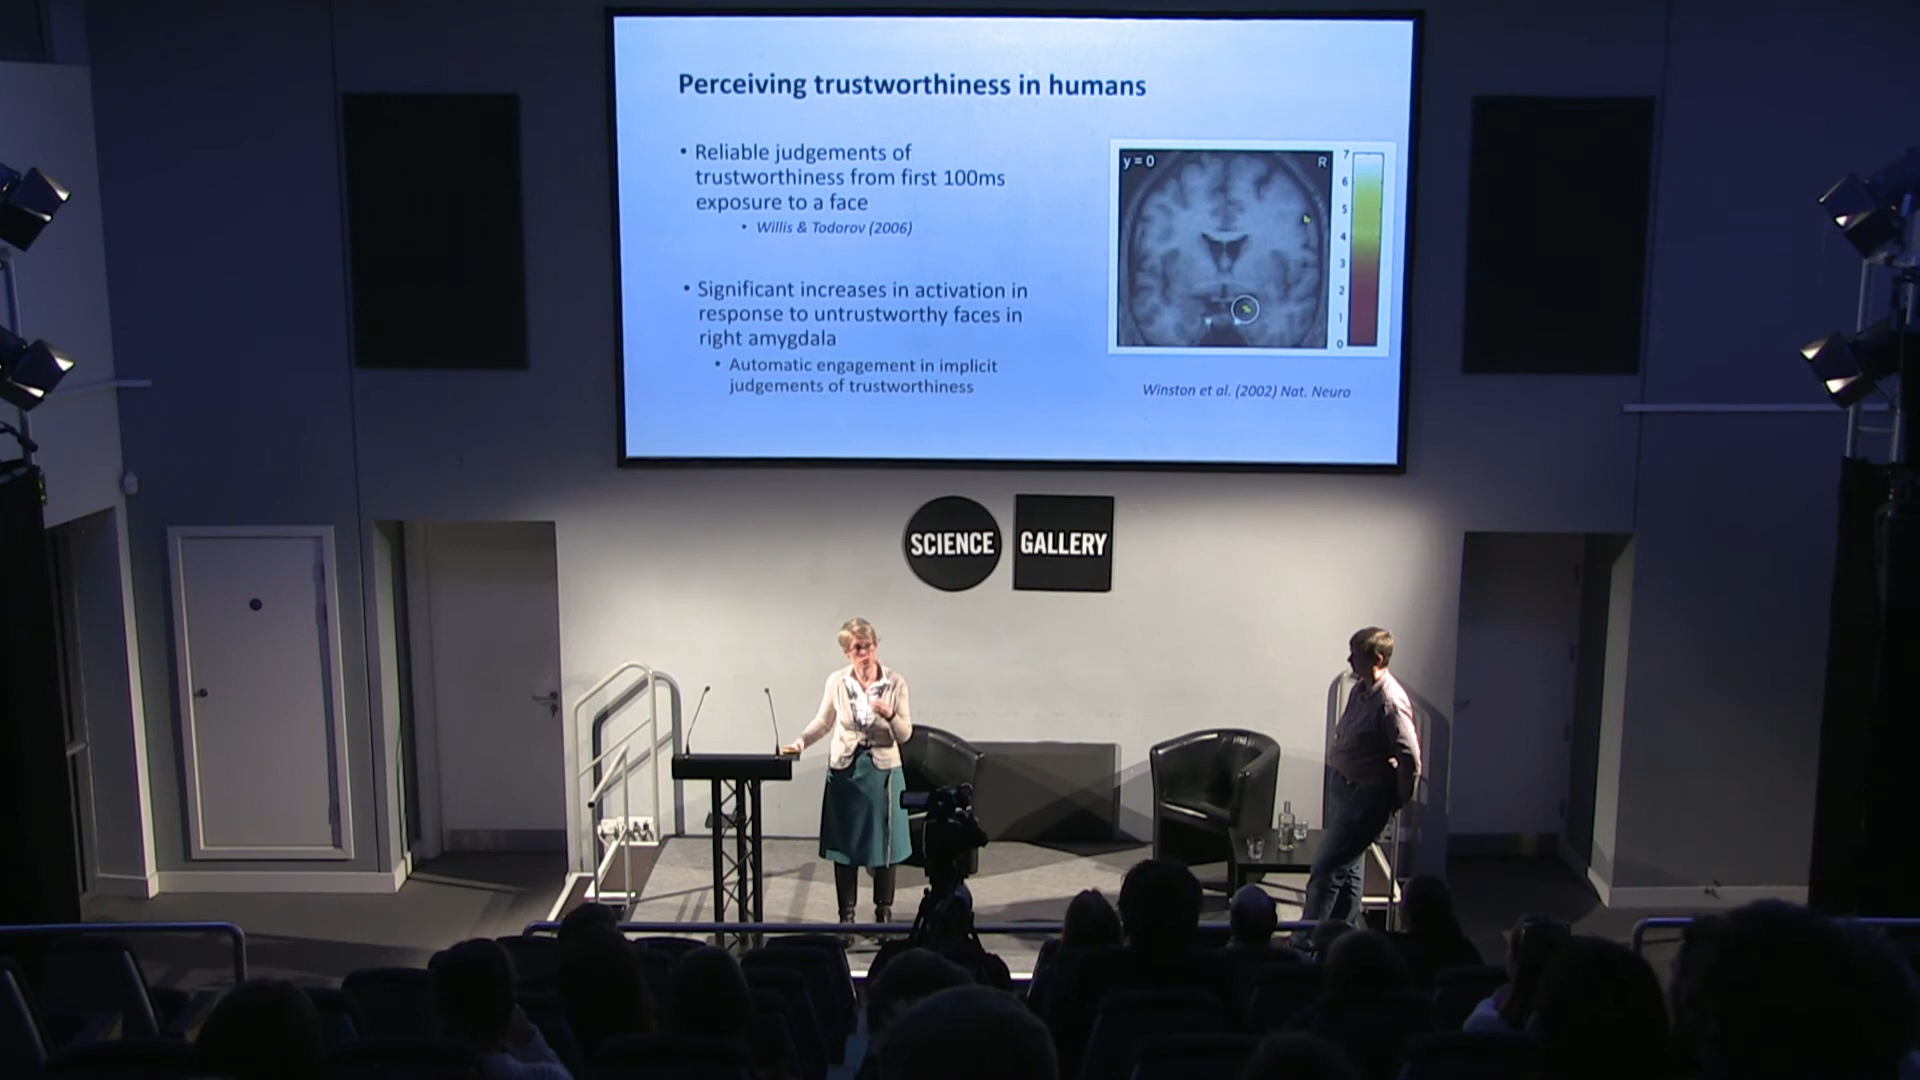 Perceiving trustworthiness in humans
• Reliable judgements of
trustworthiness from first 100ms
exposure to a face
• Willis & Todorov (2006)
• Significant increases in activation in
response to untrustworthy faces in
right amygdala
• Automatic engagement in implicit
judgements of trustworthiness
y = 0
R
7
6
5
4
3
2
1
0
Winston et al. (2002) Nat. Neuro
SCIENCE GALLERY